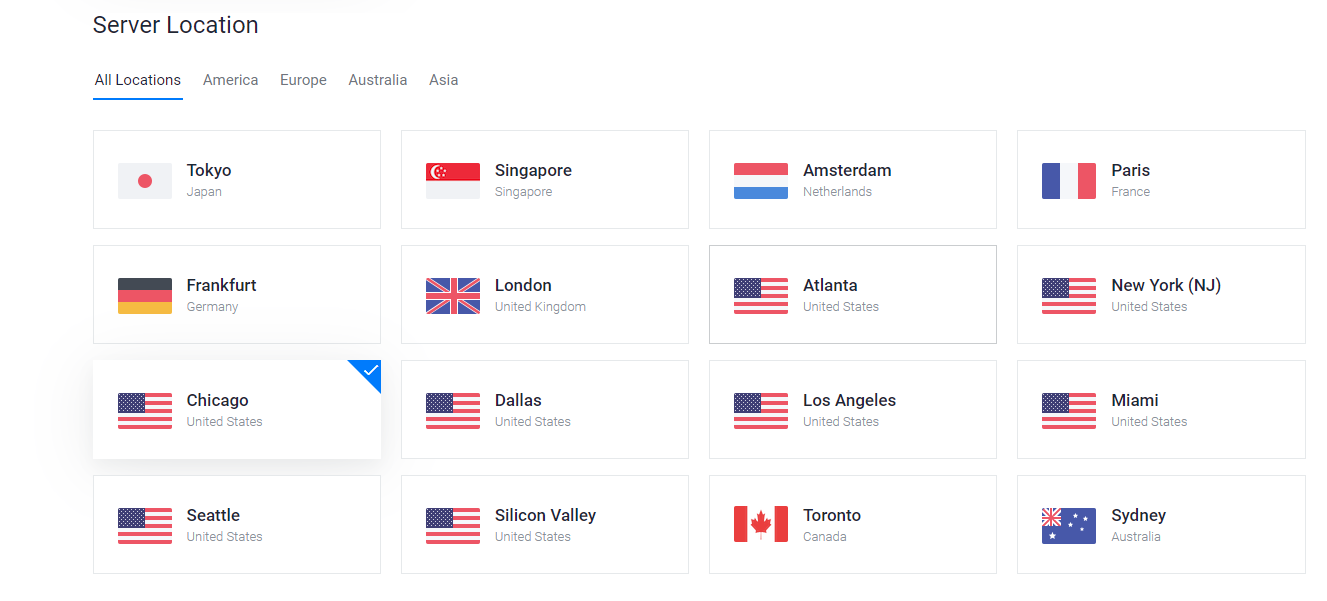 Server Location
All Locations America Europe Australia Asia
Tokyo
Japan
Singapore
Singapore
Amsterdam
Netherlands
Paris
France
Frankfurt
Germany
London
United Kingdom
Atlanta
United States
New York (NJ)
United States
Chicago
United States
Dallas
United States
Los Angeles
United States
Miami
United States
Seattle
United States
Silicon Valley
United States
Toronto
Canada
Sydney
Australia